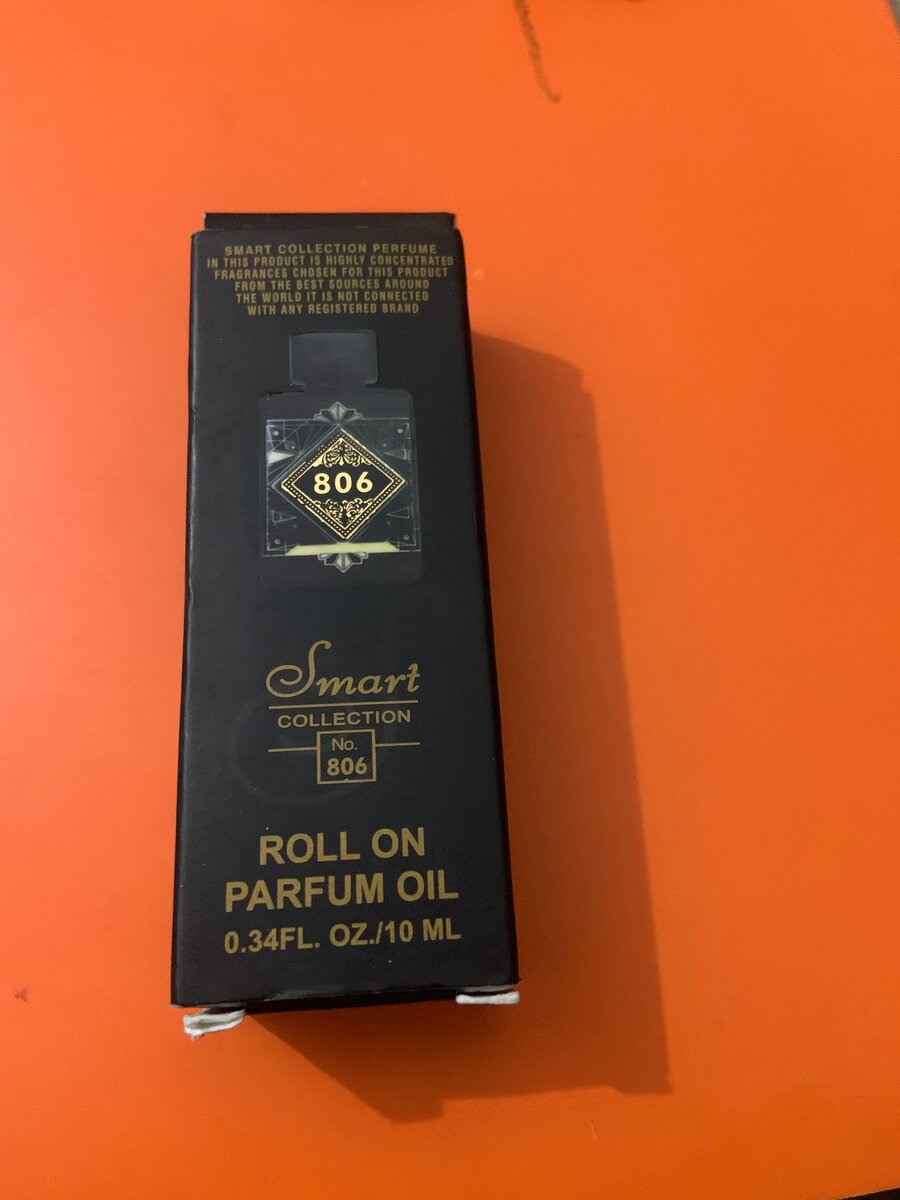 SMART COLLECTION PERFUME
IN THIS PRODUCT IS HIGHLY CONCENTRATED
FRAGRANCES CHOSEN FOR THIS PRODUCT
FROM THE BEST SOURCES AROUND
THE WORLD IT IS NOT CONNECTED
WITH ANY REGISTERED BRAND
806
Smart
COLLECTION
No.
806
ROLL ON
PARFUM OIL
0.34FL. OZ./10 ML